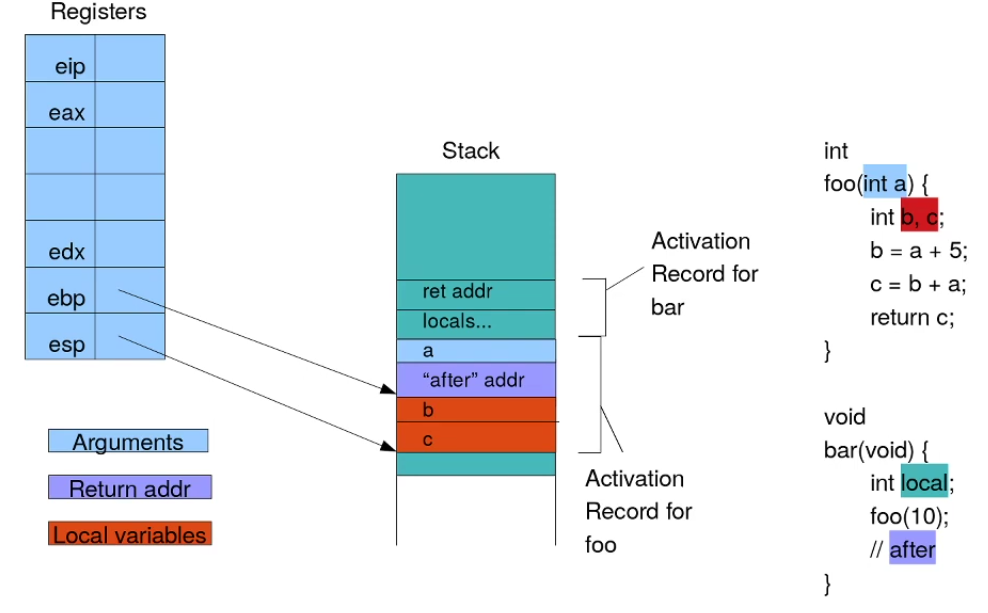 Registers
eip
eax
edx
ebp
esp
Arguments
Return addr
Local variables
Stack
ret addr
locals...
a
“after” addr
b
c
Activation
Record for
bar
Activation
Record for
foo
int
foo(int a) {
int b, c;
b = a + 5;
c = b + a;
return c;
}
void
bar(void) {
int local;
foo(10);
// after
}